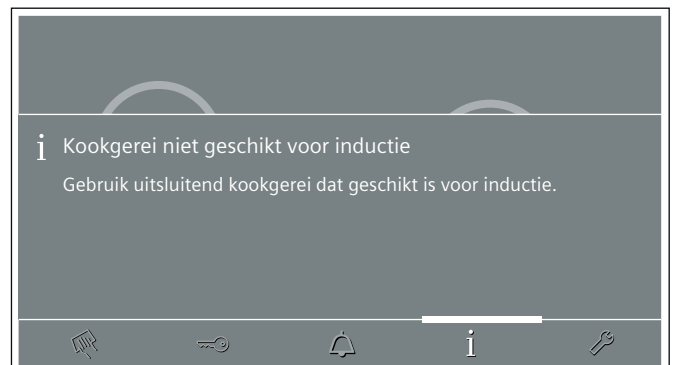 i Kookgerei niet geschikt voor inductie
Gebruik uitsluitend kookgerei dat geschikt is voor inductie.
i